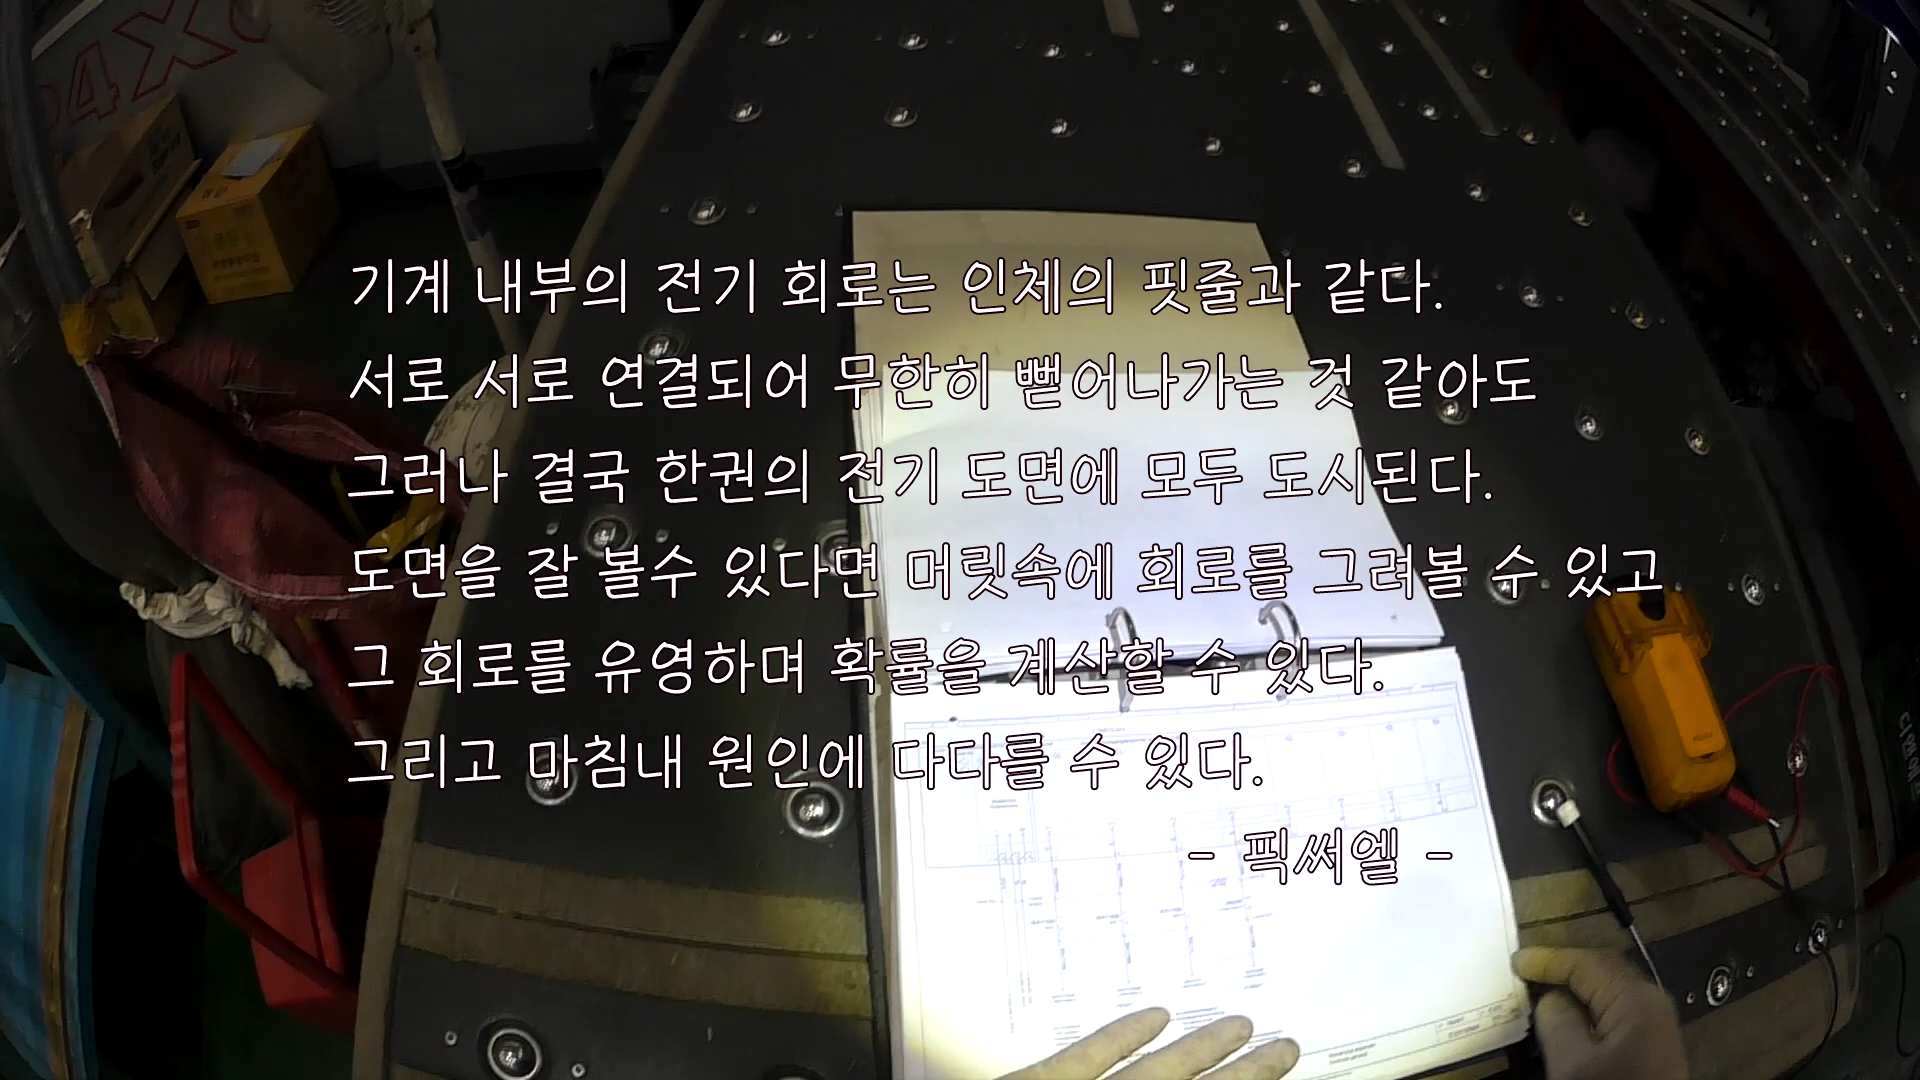 기계 내부의 전기 회로는 인체의 핏줄과 같다.
서로 서로 연결되어 무한히 뻗어나가는 것 같아도
그러나 결국 한권의 전기 도면에 모두 도시된다.
도면을 잘 볼수 있다면 머릿속에 회로를 그려볼 수 있고
그 회로를 유영하며 확률을 계산할 수 있다.
그리고 마침내 원인에 다다를 수 있다.
- 픽써엘 -